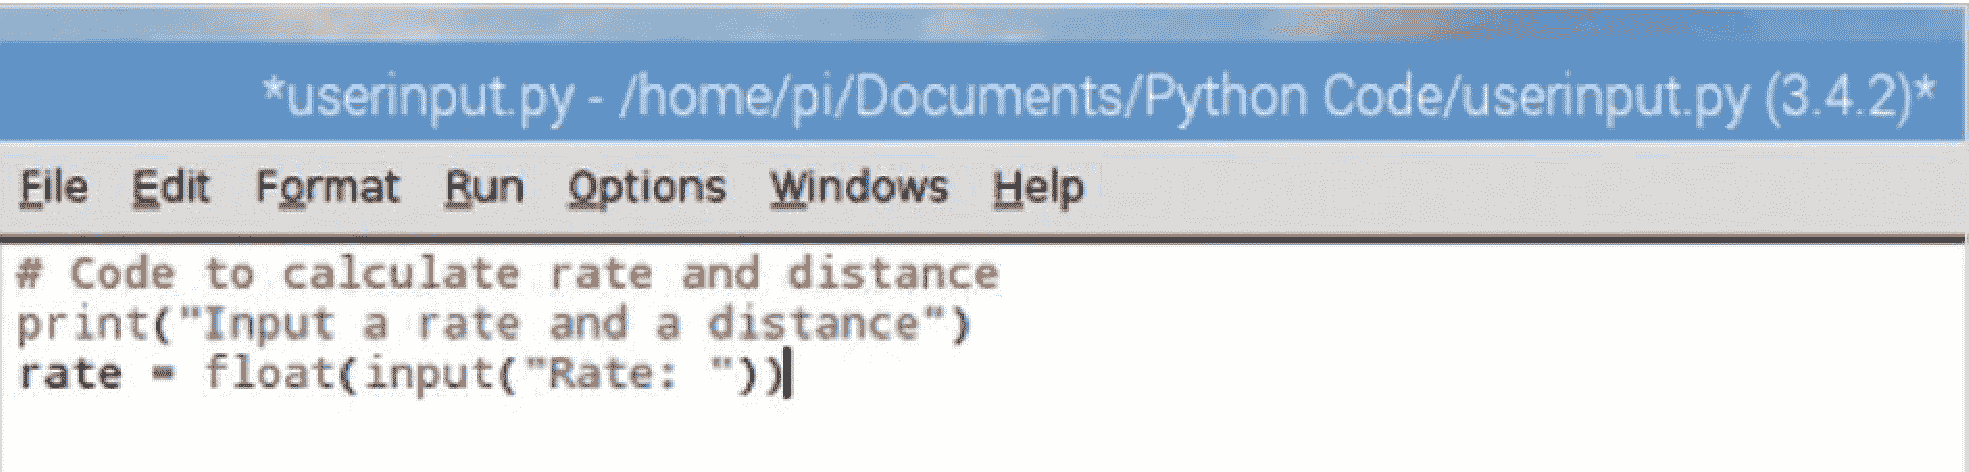 *userinput.py - /home/pi/Documents/Python Code/userinput.py (3.4.2)*
File Edit Format Run Options Windows Help
# Code to calculate rate and distance
print("Input a rate and a distance")
rate = float(input("Rate: "))